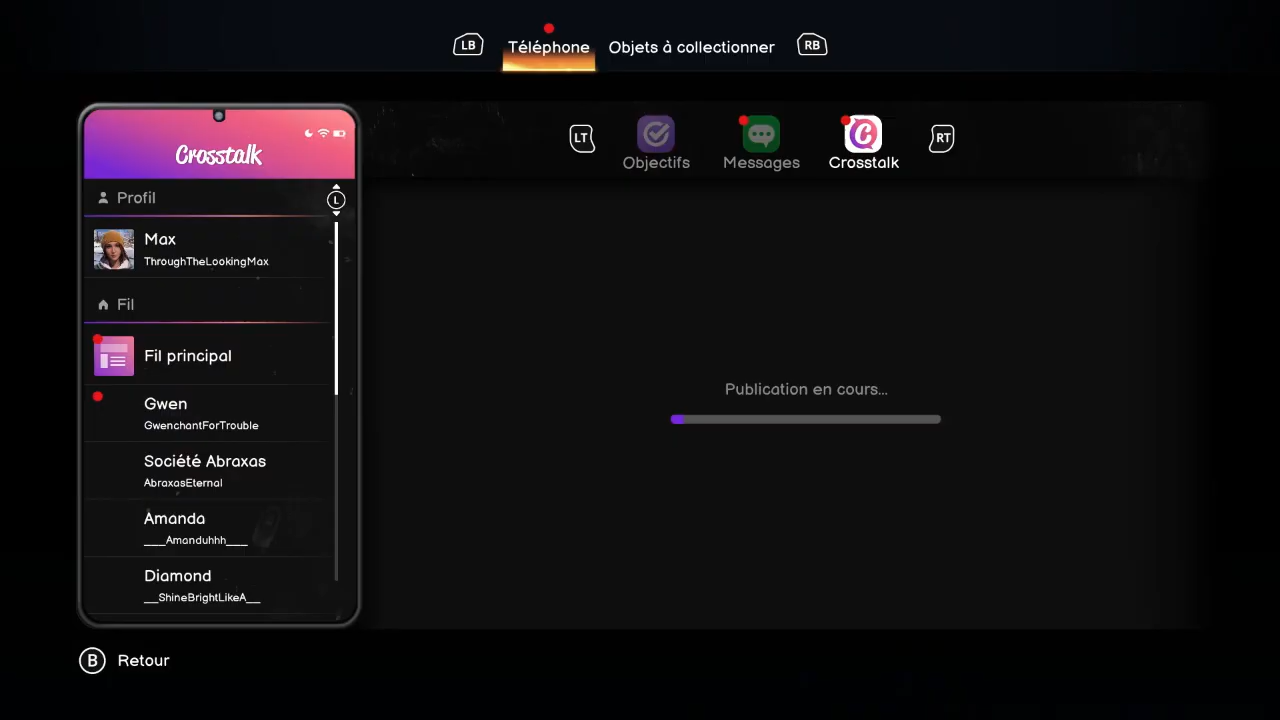 LB
Téléphone
Objets à collectionner
RB
Crosstalk
LT
Objectifs
Messages
Crosstalk
RT
Profil
L
Max
ThroughTheLookingMax
Fil
Fil principal
Gwen
GwenchantForTrouble
Société Abraxas
AbraxasEternal
Amanda
___Amanduhhh___
Diamond
__ShineBrightLikeA__
Publication en cours...
B
Retour